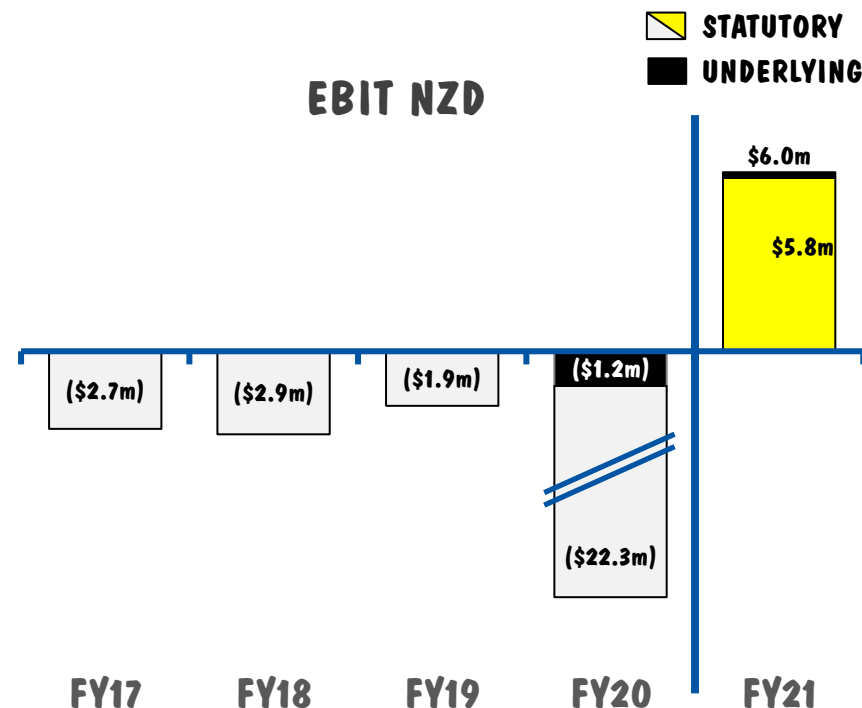 STATUTORY
UNDERLYING
EBIT NZD
$6.0m
$5.8m
($2.7m)
($2.9m)
($1.9m)
($1.2m)
($22.3m)
FY17
FY18
FY19
FY20
FY21